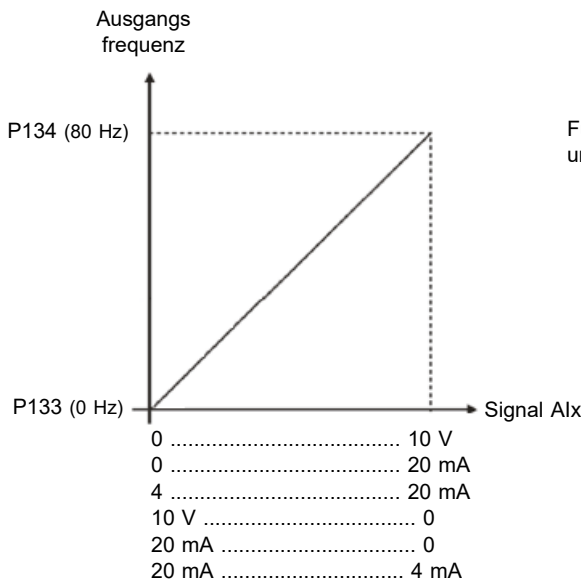 Ausgangs
frequenz
P134 (80 Hz)
F
ur
P133 (0 Hz)
Signal AIx
0 .................................... 10 V
0 .................................... 20 mA
4 .................................... 20 mA
10 V ................................. 0
20 mA .............................. 0
20 mA .............................. 4 mA